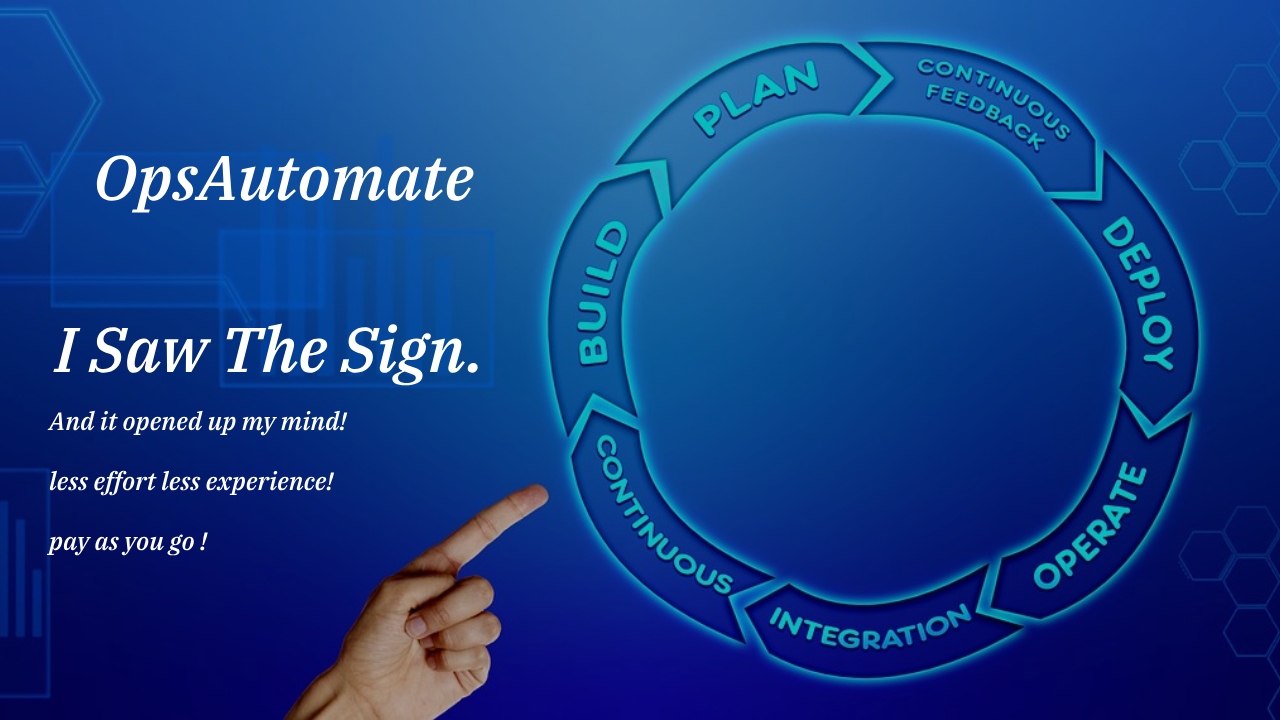 OpsAutomate
I Saw The Sign.
And it opened up my mind!
less effort less experience!
pay as you go !
PLAN
CONTINUOUS
FEEDBACK
DEPLOY
OPERATE
INTEGRATION
CONTINUOUS
BUILD